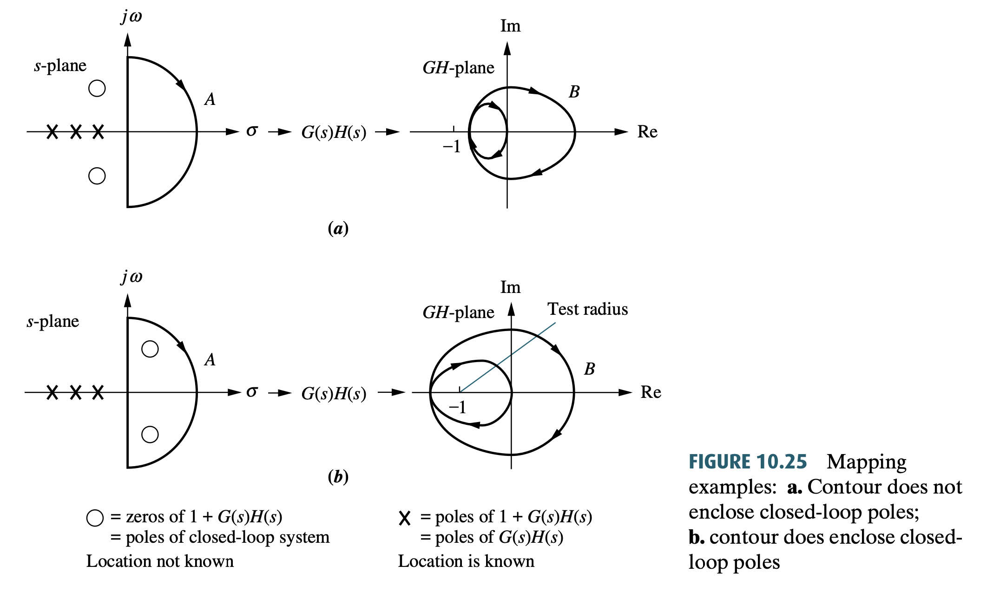 jω
Im
s-plane
GH-plane
A
B
σ
G(s)H(s)
Re
−1
(a)
jω
Im
Test radius
s-plane
GH-plane
A
B
σ
G(s)H(s)
Re
−1
(b)
= zeros of 1 + G(s)H(s)
= poles of closed-loop system
Location not known
X = poles of 1 + G(s)H(s)
= poles of G(s)H(s)
Location is known
FIGURE 10.25 Mapping
examples: a. Contour does not
enclose closed-loop poles;
b. contour does enclose closed-
loop poles